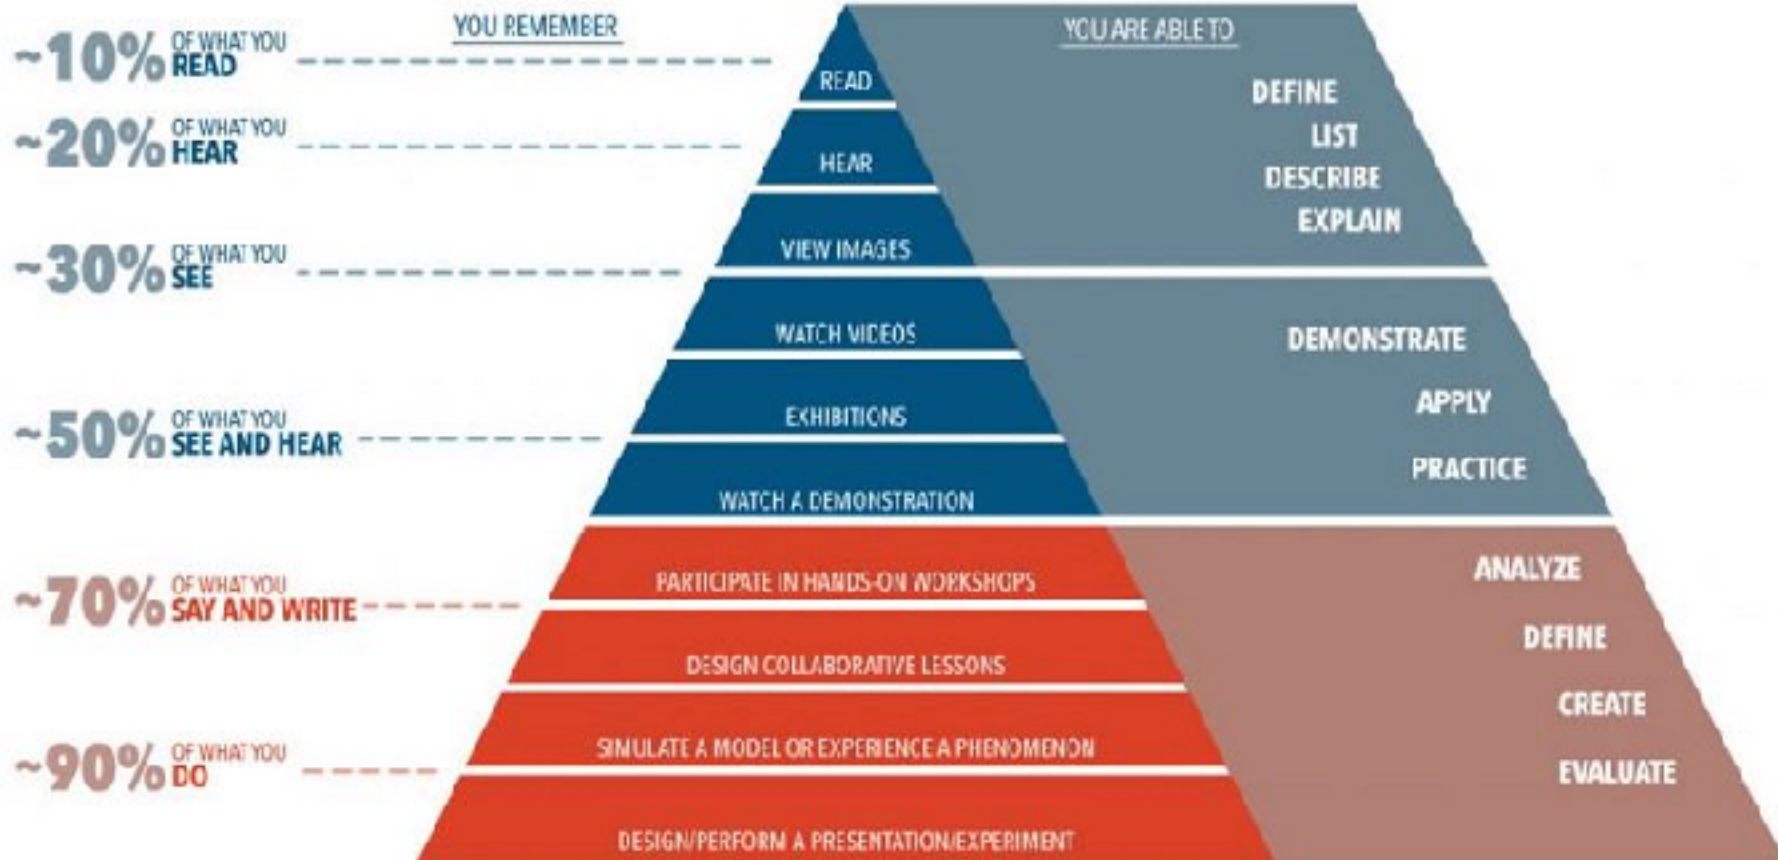 YOU REMEMBER
~10% OF WHAT YOU
READ
~20% OF WHAT YOU
HEAR
~30% OF WHAT YOU
SEE
~50% OF WHAT YOU
SEE AND HEAR
~70% OF WHAT YOU
SAY AND WRITE
~90% OF WHAT YOU
DO
READ
HEAR
VIEW IMAGES
WATCH VIDEOS
EXHIBITIONS
WATCH A DEMONSTRATION
PARTICIPATE IN HANDS-ON WORKSHOPS
DESIGN COLLABORATIVE LESSONS
SIMULATE A MODEL OR EXPERIENCE A PHENOMENON
DESIGN/PERFORM A PRESENTATION/EXPERIMENT
YOU ARE ABLE TO
DEFINE
LIST
DESCRIBE
EXPLAIN
DEMONSTRATE
APPLY
PRACTICE
ANALYZE
DEFINE
CREATE
EVALUATE